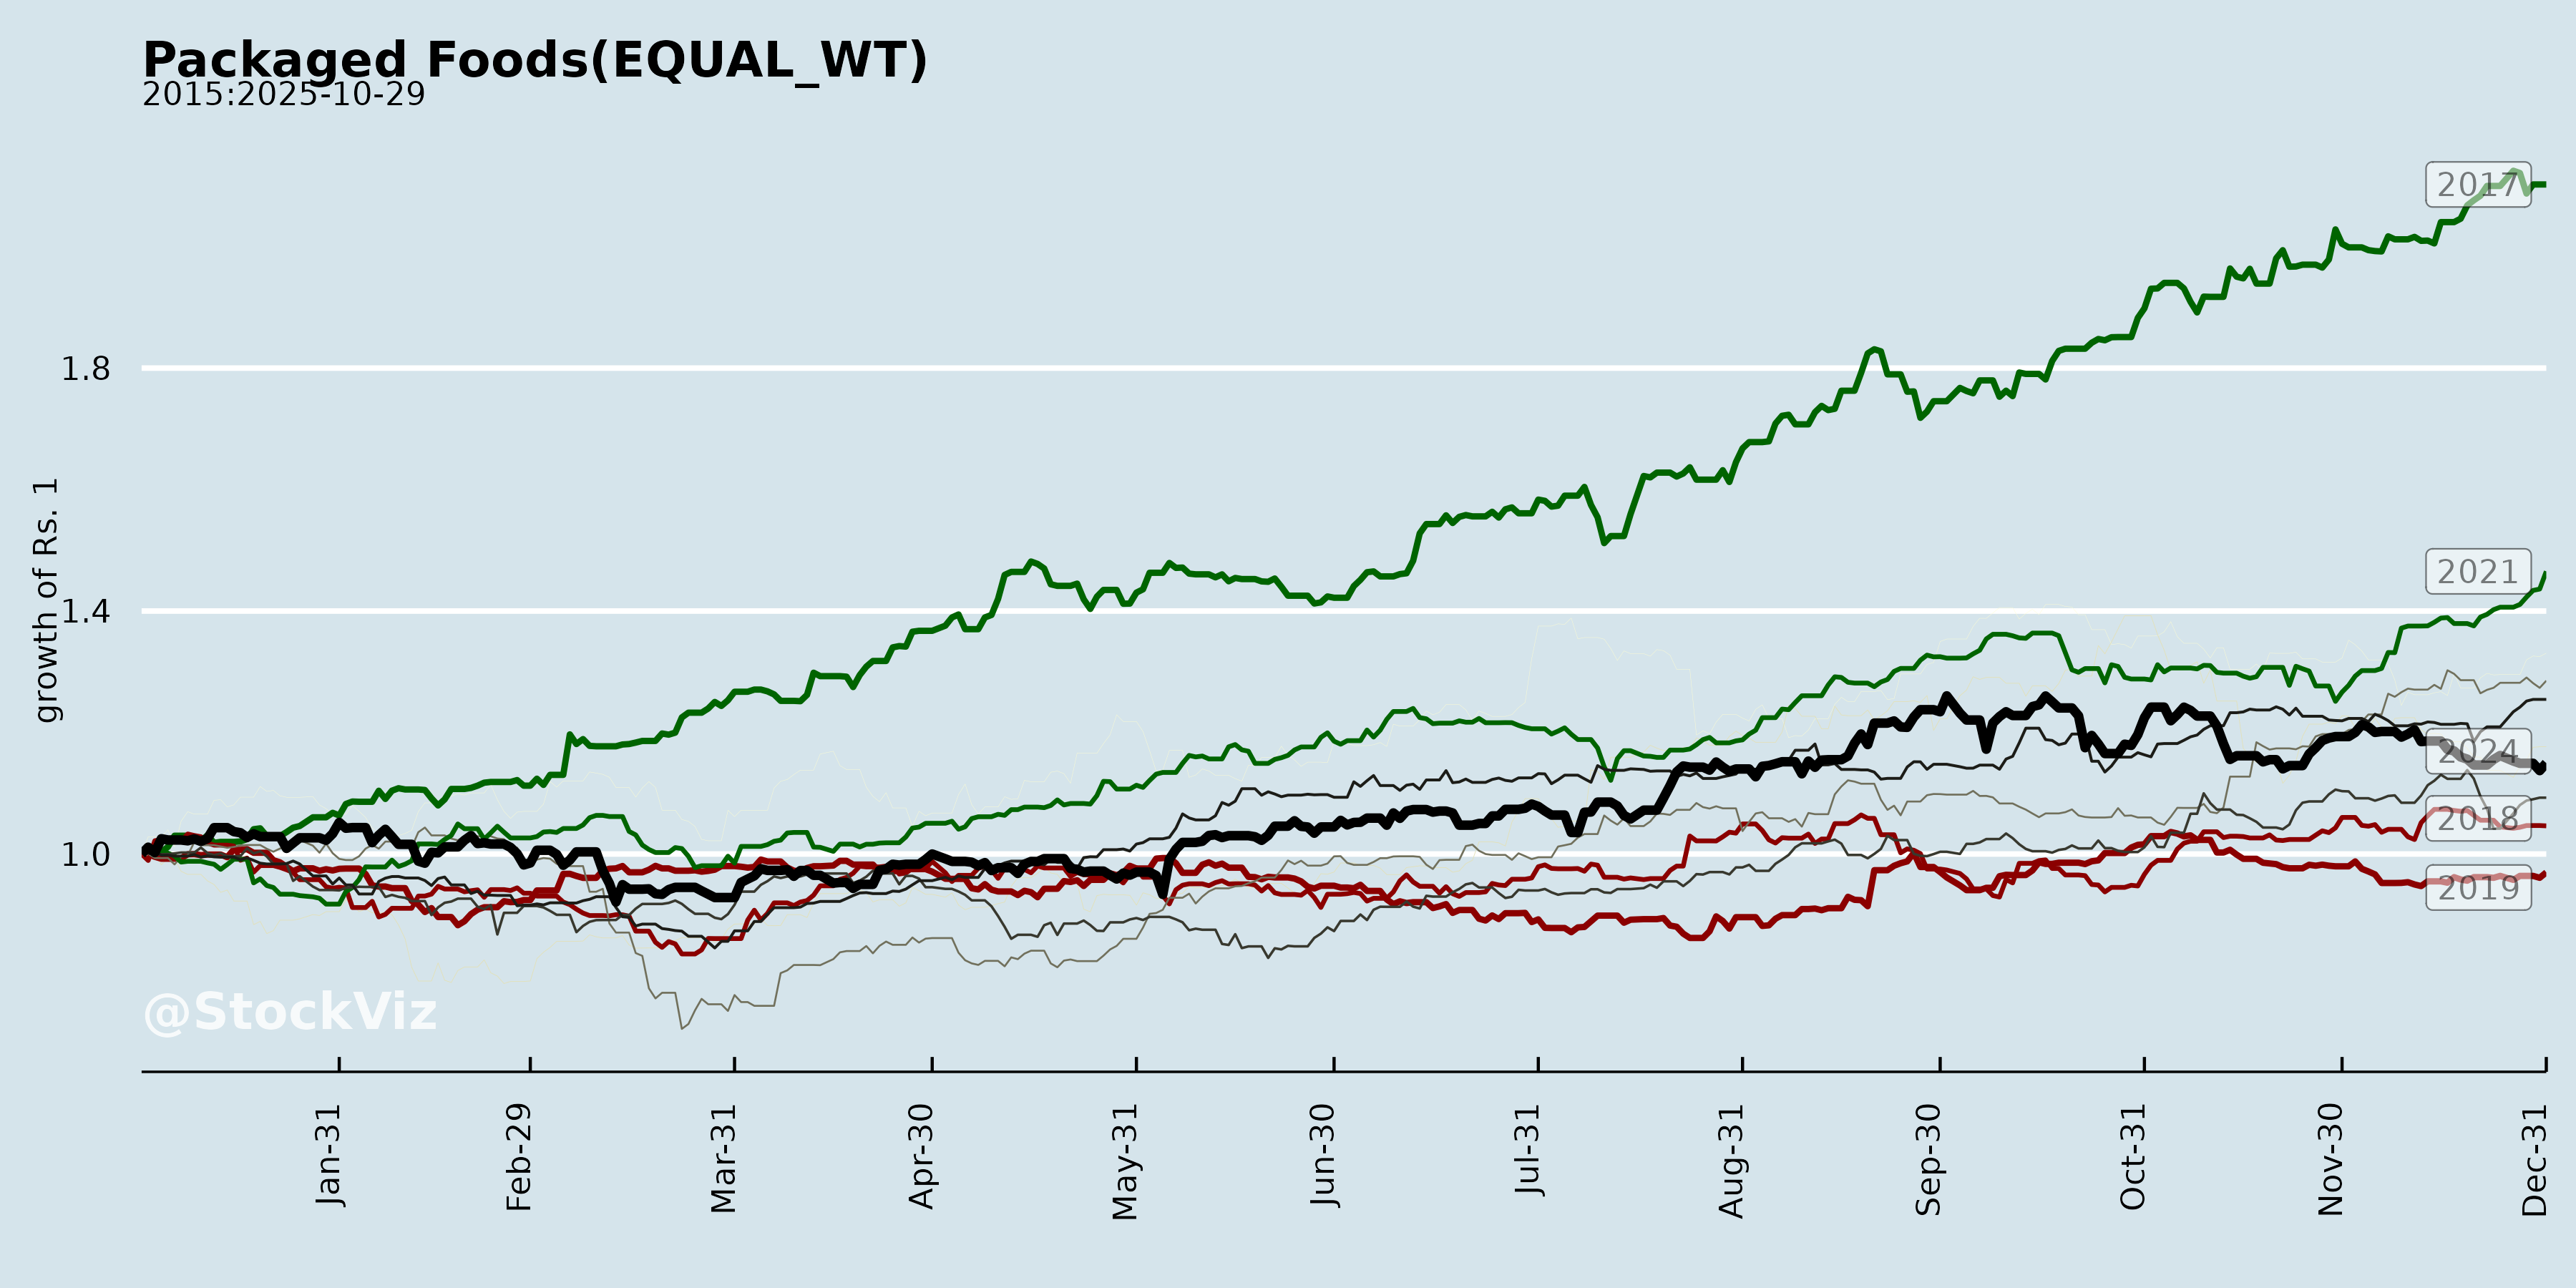 Packaged Foods(EQUAL_WT)
2015:2025-10-29
growth of Rs. 1
1.8
1.4
1.0
2017
2021
2024
2018
2019
@StockViz
Jan-31
Feb-29
Mar-31
Apr-30
May-31
Jun-30
Jul-31
Aug-31
Sep-30
Oct-31
Nov-30
Dec-31